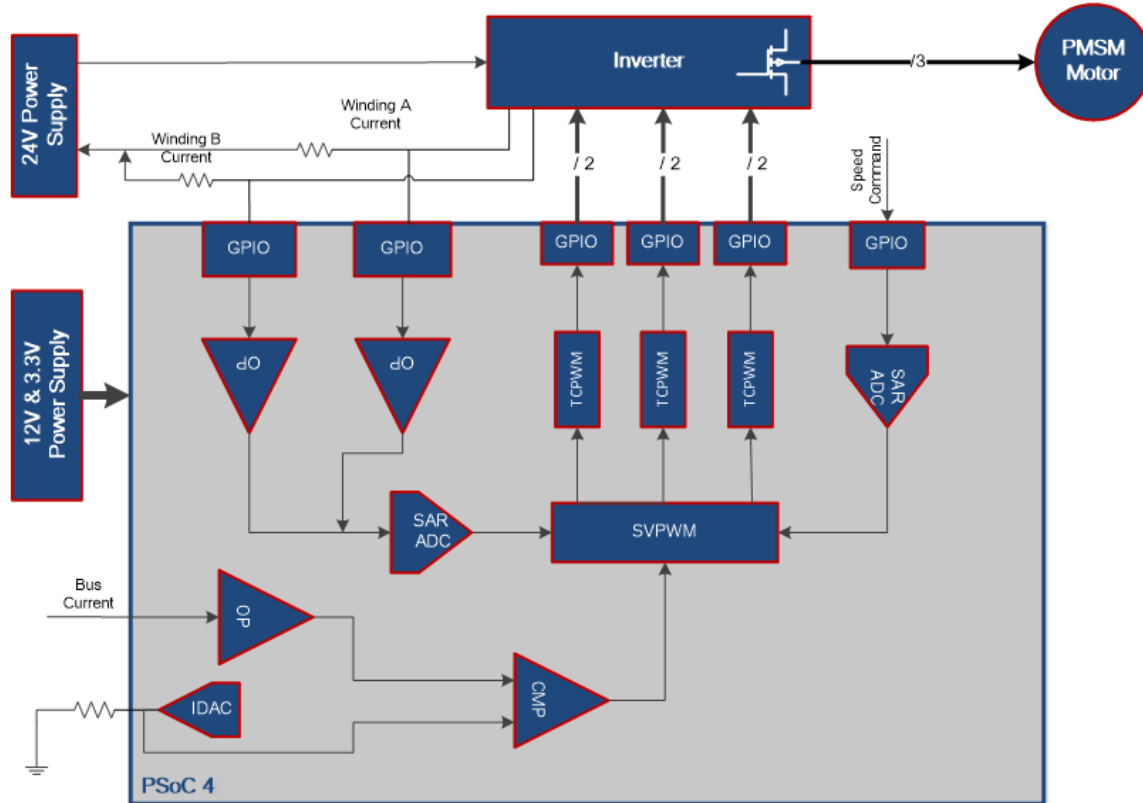 24V Power
Supply
Inverter
/3
PMSM
Motor
Winding A
Current
Winding B
Current
/ 2
/ 2
/ 2
Speed
Command
GPIO
GPIO
GPIO
GPIO
GPIO
GPIO
12V & 3.3V
Power Supply
OP
OP
TCPWM
TCPWM
TCPWM
SAR
ADC
SAR
ADC
SVPWM
Bus
Current
OP
IDAC
CMP
PSoC 4